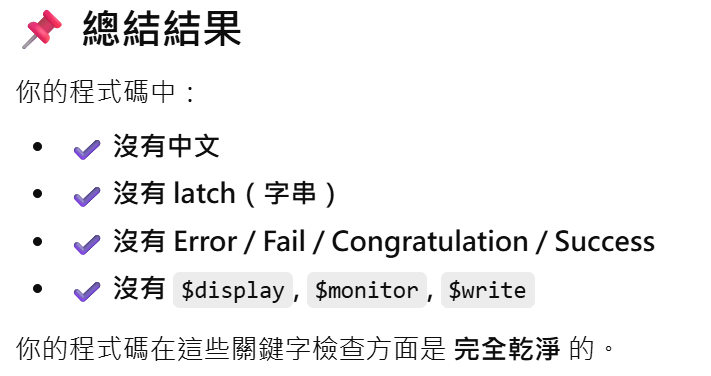 📌 總結結果
你的程式碼中：
• ✔ 沒有中文
• ✔ 沒有 latch（字串）
• ✔ 沒有 Error / Fail / Congratulation / Success
• ✔ 沒有 $display, $monitor, $write
你的程式碼在這些關鍵字檢查方面是 完全乾淨 的。